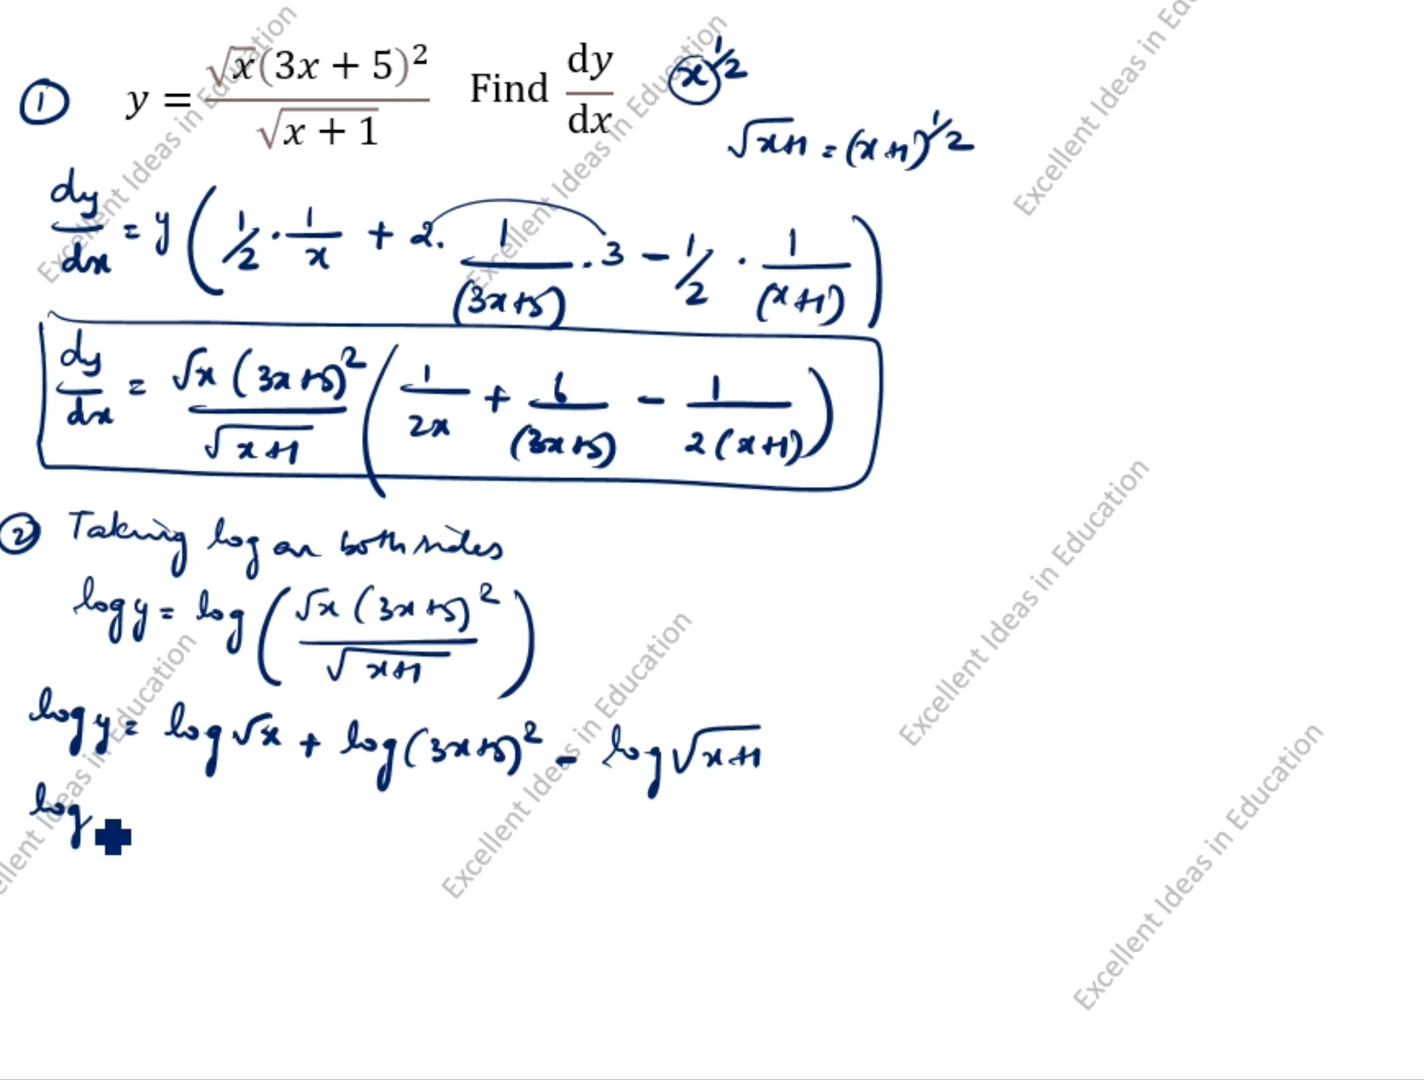 ① y = √x(3x + 5)² / √(x + 1) Find dy/dx (x)^½
√(x+1) = (x+1)^½
dy/dx = y ( ½ · 1/x + 2 · 1/(3x+5) · 3 − ½ · 1/(x+1) )
dy/dx = √x (3x+5)² / √(x+1) ( 1/2x + 6/(3x+5) − 1/2(x+1) )
② Taking log on both sides
log y = log ( √x (3x+5)² / √(x+1) )
log y = log √x + log(3x+5)² − log √(x+1)
log
Excellent Ideas in Education
Excellent Ideas in Education
Excellent Ideas in Ed
Excellent Ideas in Education
Excellent Ideas in Education
Excellent Ideas in Education
Excellent Ideas in Education